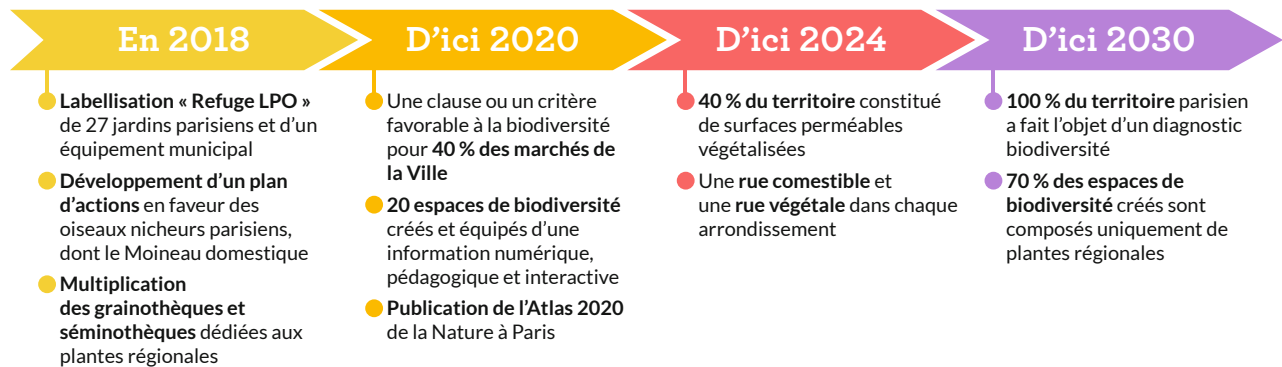 En 2018
Labellisation « Refuge LPO »
de 27 jardins parisiens et d’un
équipement municipal
Développement d’un plan
d’actions en faveur des
oiseaux nicheurs parisiens,
dont le Moineau domestique
Multiplication
des grainothèques et
séminothèques dédiées aux
plantes régionales
D’ici 2020
Une clause ou un critère
favorable à la biodiversité
pour 40 % des marchés de
la Ville
20 espaces de biodiversité
créés et équipés d’une
information numérique,
pédagogique et interactive
Publication de l’Atlas 2020
de la Nature à Paris
D’ici 2024
40 % du territoire constitué
de surfaces perméables
végétalisées
Une rue comestible et
une rue végétale dans chaque
arrondissement
D’ici 2030
100 % du territoire parisien
a fait l’objet d’un diagnostic
biodiversité
70 % des espaces de
biodiversité créés sont
composés uniquement de
plantes régionales